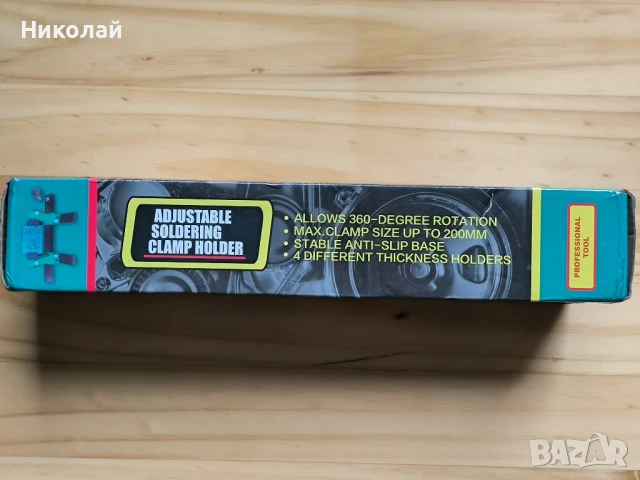 Николай
ADJUSTABLE
SOLDERING
CLAMP HOLDER
• ALLOWS 360-DEGREE ROTATION
• MAX.CLAMP SIZE UP TO 200MM
• STABLE ANTI-SLIP BASE
• 4 DIFFERENT THICKNESS HOLDERS
PROFESSIONAL
TOOL
BAZAR